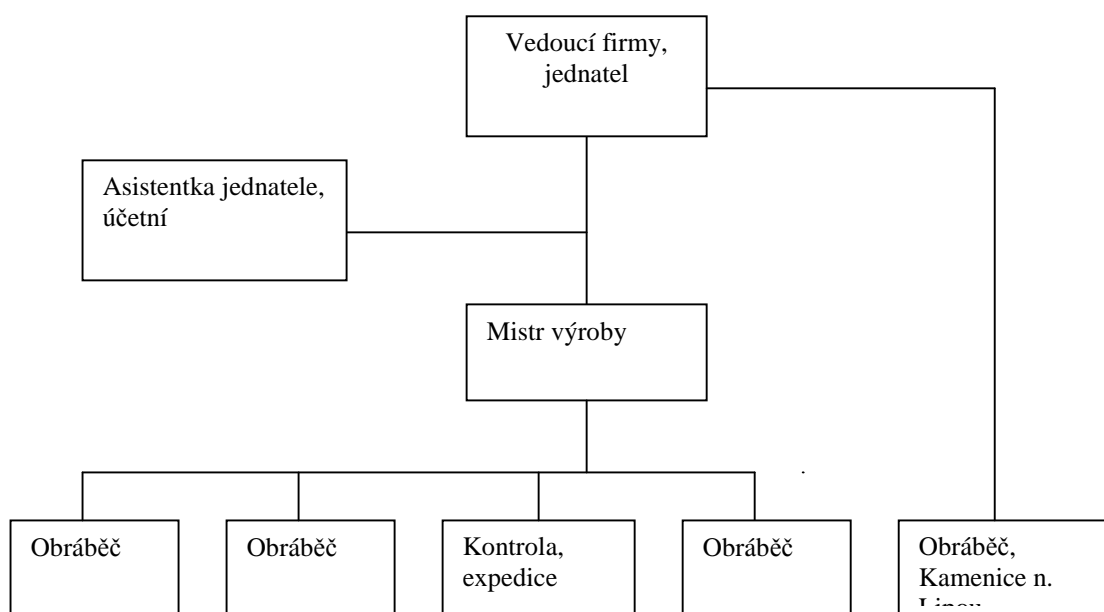 Vedoucí firmy,
jednatel
Asistentka jednatele,
účetní
Mistr výroby
Obráběč
Obráběč
Kontrola,
expedice
Obráběč
Obráběč,
Kamenice n.